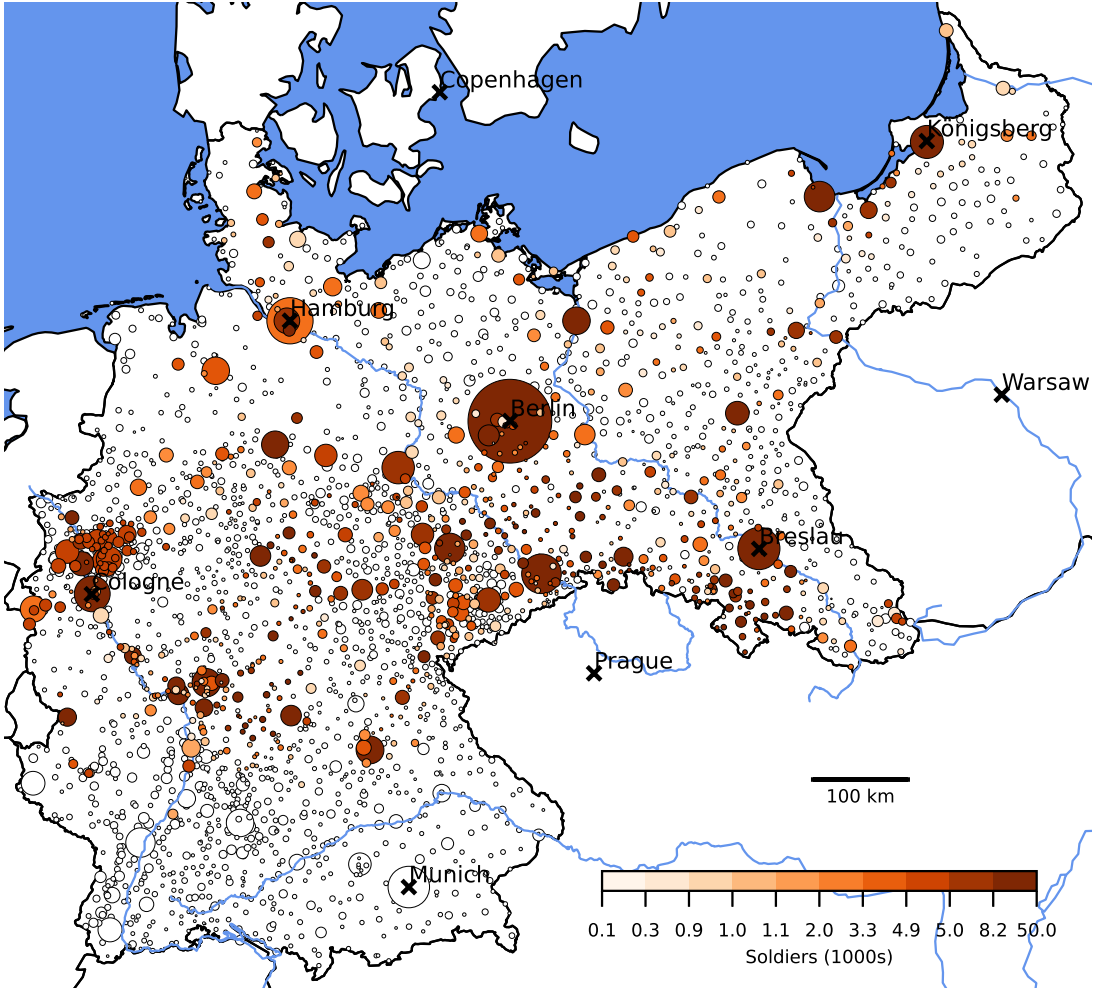 Copenhagen
Königsberg
Hamburg
Warsaw
Berlin
Breslau
Cologne
Prague
100 km
Munich
0.1 0.3 0.9 1.0 1.1 2.0 3.3 4.9 5.0 8.2 50.0
Soldiers (1000s)